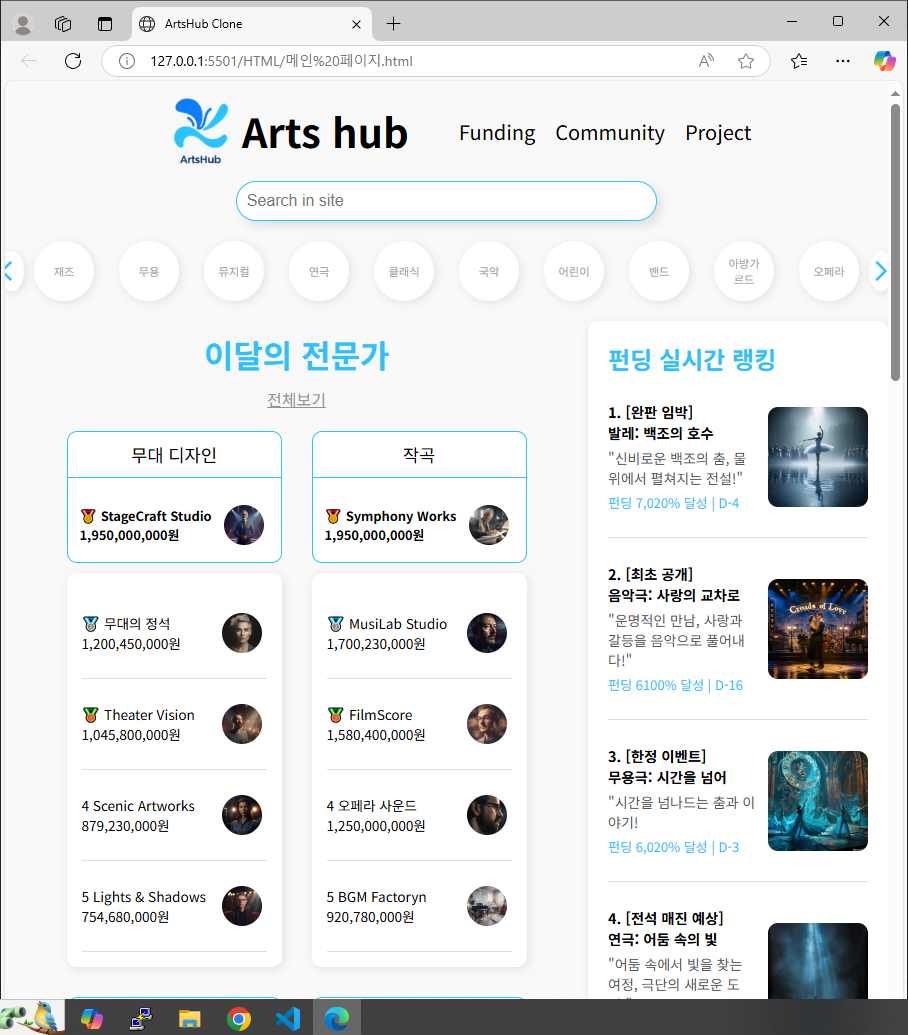 ArtsHub Clone
127.0.0.1:5501/HTML/메인%20페이지.html
ArtsHub
Arts hub
Funding
Community
Project
Search in site
재즈
무용
뮤지컬
연극
클래식
국악
어린이
밴드
아방가
르드
오페라
이달의 전문가
전체보기
무대 디자인
StageCraft Studio
1,950,000,000원
무대의 정석
1,200,450,000원
Theater Vision
1,045,800,000원
4 Scenic Artworks
879,230,000원
5 Lights & Shadows
754,680,000원
작곡
Symphony Works
1,950,000,000원
MusiLab Studio
1,700,230,000원
FilmScore
1,580,400,000원
4 오페라 사운드
1,250,000,000원
5 BGM Factoryn
920,780,000원
펀딩 실시간 랭킹
1. [완판 임박]
발레: 백조의 호수
"신비로운 백조의 춤, 물
위에서 펼쳐지는 전설!"
펀딩 7,020% 달성 | D-4
2. [최초 공개]
음악극: 사랑의 교차로
"운명적인 만남, 사랑과
갈등을 음악으로 풀어내
다!"
펀딩 6100% 달성 | D-16
Croads of Love
3. [한정 이벤트]
무용극: 시간을 넘어
"시간을 넘나드는 춤과 이
야기!
펀딩 6,020% 달성 | D-3
4. [전석 매진 예상]
연극: 어둠 속의 빛
"어둠 속에서 빛을 찾는
여정, 극단의 새로운 도